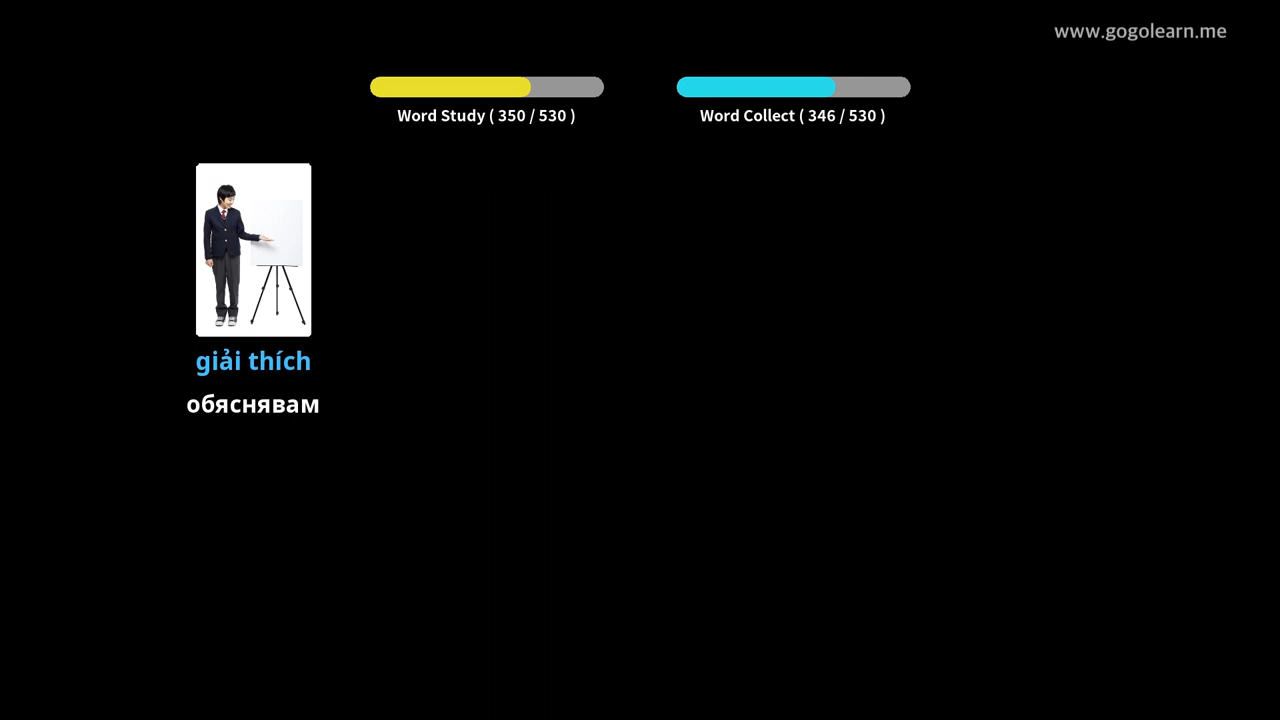 www.gogolearn.me
Word Study ( 350 / 530 )
Word Collect ( 346 / 530 )
giải thích
обяснявам